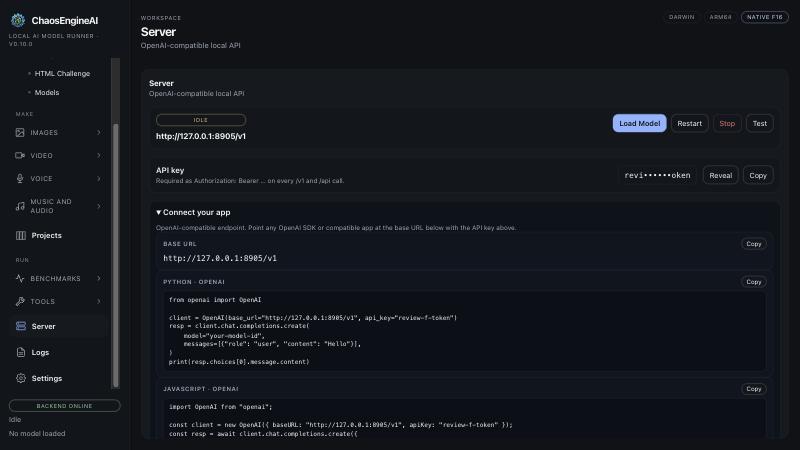 ChaosEngineAI
LOCAL AI MODEL RUNNER · V0.10.0
HTML Challenge
Models
MAKE
IMAGES
VIDEO
VOICE
MUSIC AND AUDIO
Projects
RUN
BENCHMARKS
TOOLS
Server
Logs
Settings
BACKEND ONLINE
Idle
No model loaded
WORKSPACE
Server
OpenAI-compatible local API
DARWIN
ARM64
NATIVE F16
Server
OpenAI-compatible local API
IDLE
http://127.0.0.1:8905/v1
Load Model
Restart
Stop
Test
API key
Required as Authorization: Bearer … on every /v1 and /api call.
revi••••••oken
Reveal
Copy
▾ Connect your app
OpenAI-compatible endpoint. Point any OpenAI SDK or compatible app at the base URL below with the API key above.
BASE URL
Copy
http://127.0.0.1:8905/v1
PYTHON · OPENAI
Copy
from openai import OpenAI
client = OpenAI(base_url="http://127.0.0.1:8905/v1", api_key="review-f-token")
resp = client.chat.completions.create(
model="your-model-id",
messages=[{"role": "user", "content": "Hello"}],
)
print(resp.choices[0].message.content)
JAVASCRIPT · OPENAI
Copy
import OpenAI from "openai";
const client = new OpenAI({ baseURL: "http://127.0.0.1:8905/v1", apiKey: "review-f-token" });
const resp = await client.chat.completions.create({